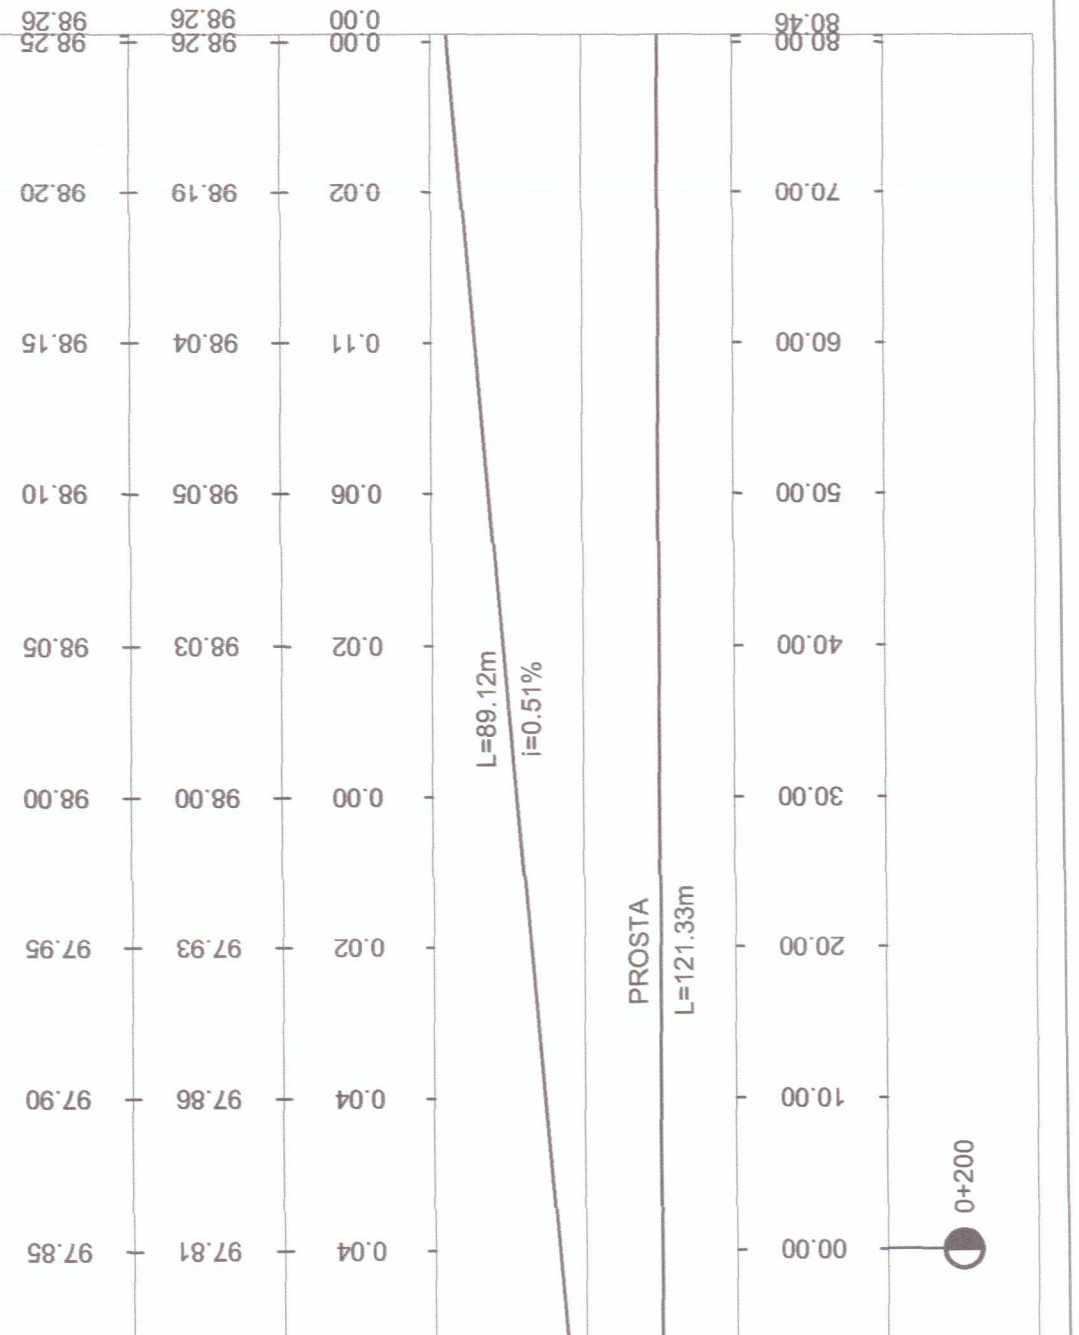 98.26 98.26 0.00 80.46
98.25 98.26 0.00 80.00
98.20 98.19 0.02 70.00
98.15 98.04 0.11 60.00
98.10 98.05 0.06 50.00
98.05 98.03 0.02 40.00
L=89.12m
i=0.51%
98.00 98.00 0.00 30.00
97.95 97.93 0.02 20.00
PROSTA
L=121.33m
97.90 97.86 0.04 10.00
97.85 97.81 0.04 00.00
0+200